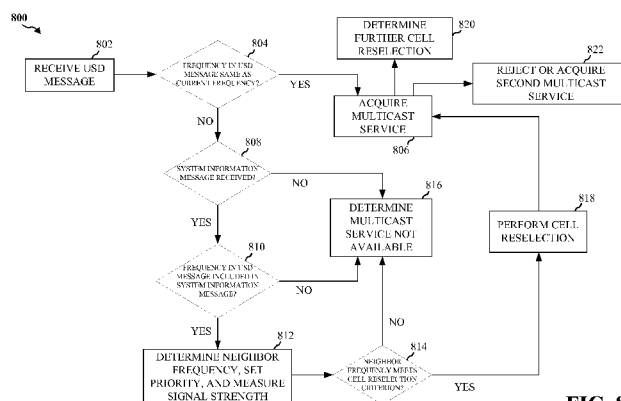 800
802
RECEIVE USD
MESSAGE
804
FREQUENCY IN USD
MESSAGE SAME AS
CURRENT FREQUENCY?
YES
NO
820
DETERMINE
FURTHER CELL
RESELECTION
822
REJECT OR ACQUIRE
SECOND MULTICAST
SERVICE
ACQUIRE
MULTICAST
SERVICE
806
808
SYSTEM INFORMATION
MESSAGE RECEIVED?
NO
YES
816
DETERMINE
MULTICAST
SERVICE NOT
AVAILABLE
818
PERFORM CELL
RESELECTION
810
FREQUENCY IN USD
MESSAGE INCLUDED IN
SYSTEM INFORMATION
MESSAGE?
NO
YES
812
DETERMINE NEIGHBOR
FREQUENCY, SET
PRIORITY, AND MEASURE
SIGNAL STRENGTH
NO
814
NEIGHBOR
FREQUENCY MEETS
CELL RESELECTION
CRITERION?
YES